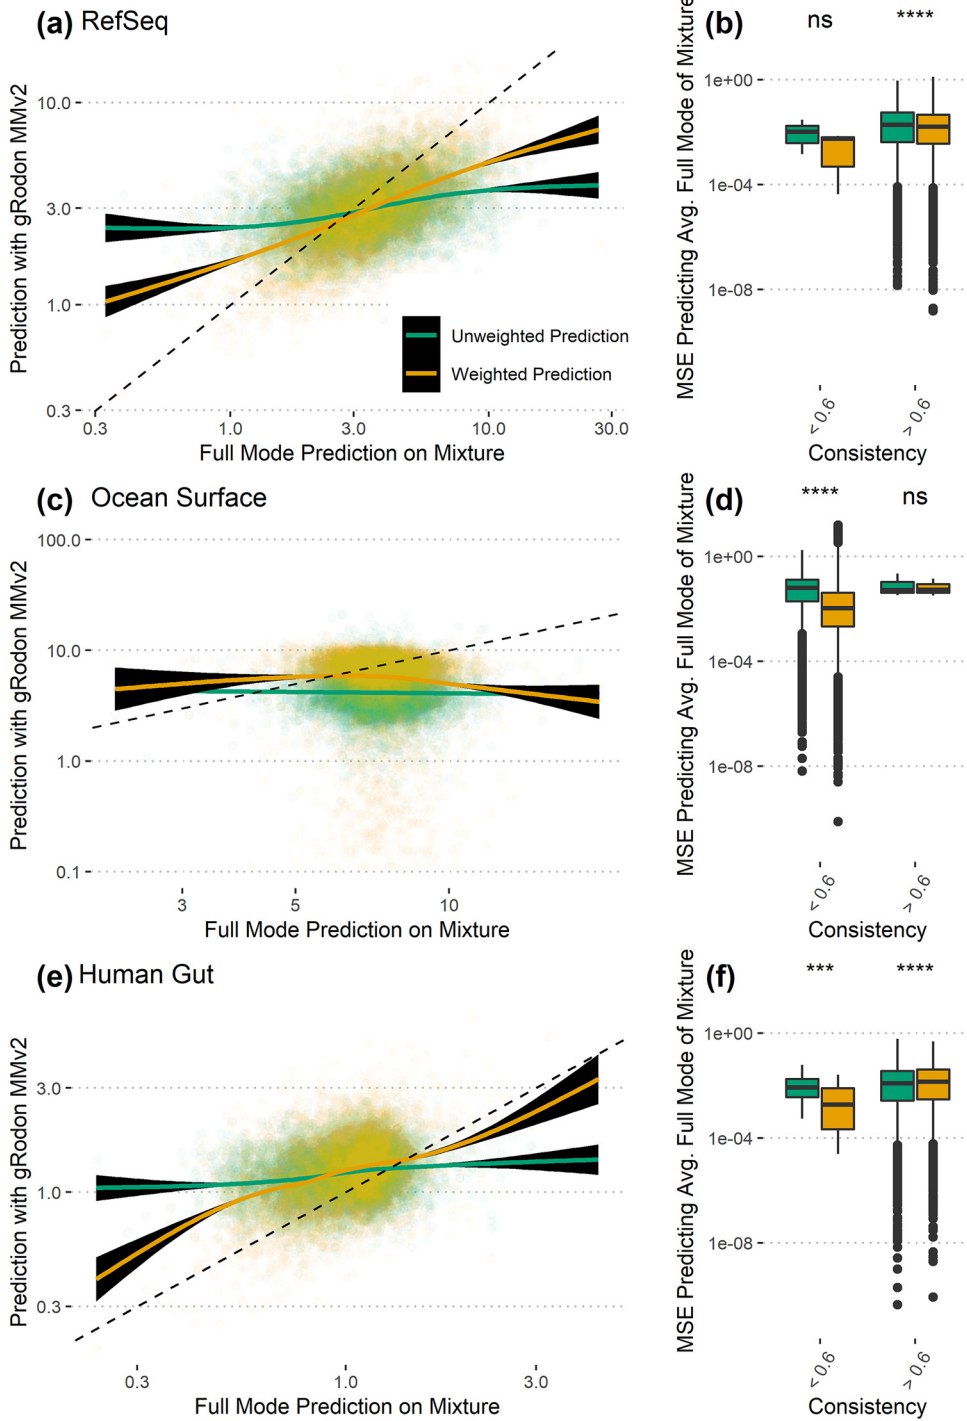 (a) RefSeq
Prediction with gRodon MMv2
10.0
3.0
1.0
0.3
0.3 1.0 3.0 10.0 30.0
Full Mode Prediction on Mixture
Unweighted Prediction
Weighted Prediction
(b)
ns ****
MSE Predicting Avg. Full Mode of Mixture
1e+00
1e-04
1e-08
< 0.6 > 0.6
Consistency
(c) Ocean Surface
Prediction with gRodon MMv2
100.0
10.0
1.0
0.1
3 5 10
Full Mode Prediction on Mixture
(d)
**** ns
MSE Predicting Avg. Full Mode of Mixture
1e+00
1e-04
1e-08
< 0.6 > 0.6
Consistency
(e) Human Gut
Prediction with gRodon MMv2
3.0
1.0
0.3
0.3 1.0 3.0
Full Mode Prediction on Mixture
(f)
*** ****
MSE Predicting Avg. Full Mode of Mixture
1e+00
1e-04
1e-08
< 0.6 > 0.6
Consistency